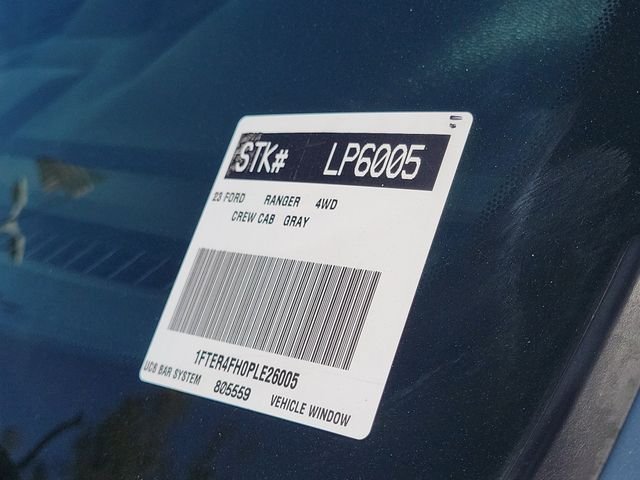 STK# LP6005
23 FORD RANGER 4WD
CREW CAB GRAY
1FTER4FH0PLE26005
UCS BAR SYSTEM 805559 VEHICLE WINDOW